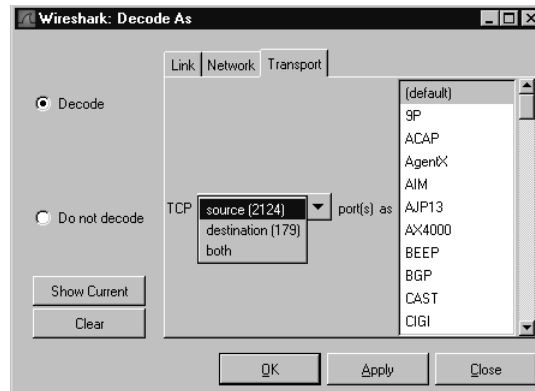 Wireshark: Decode As
Link Network Transport
Decode
Do not decode
TCP
source (2124)
destination (179)
both
port(s) as
(default)
9P
ACAP
AgentX
AIM
AJP13
AX4000
BEEP
BGP
CAST
CIGI
Show Current
Clear
OK Apply Close